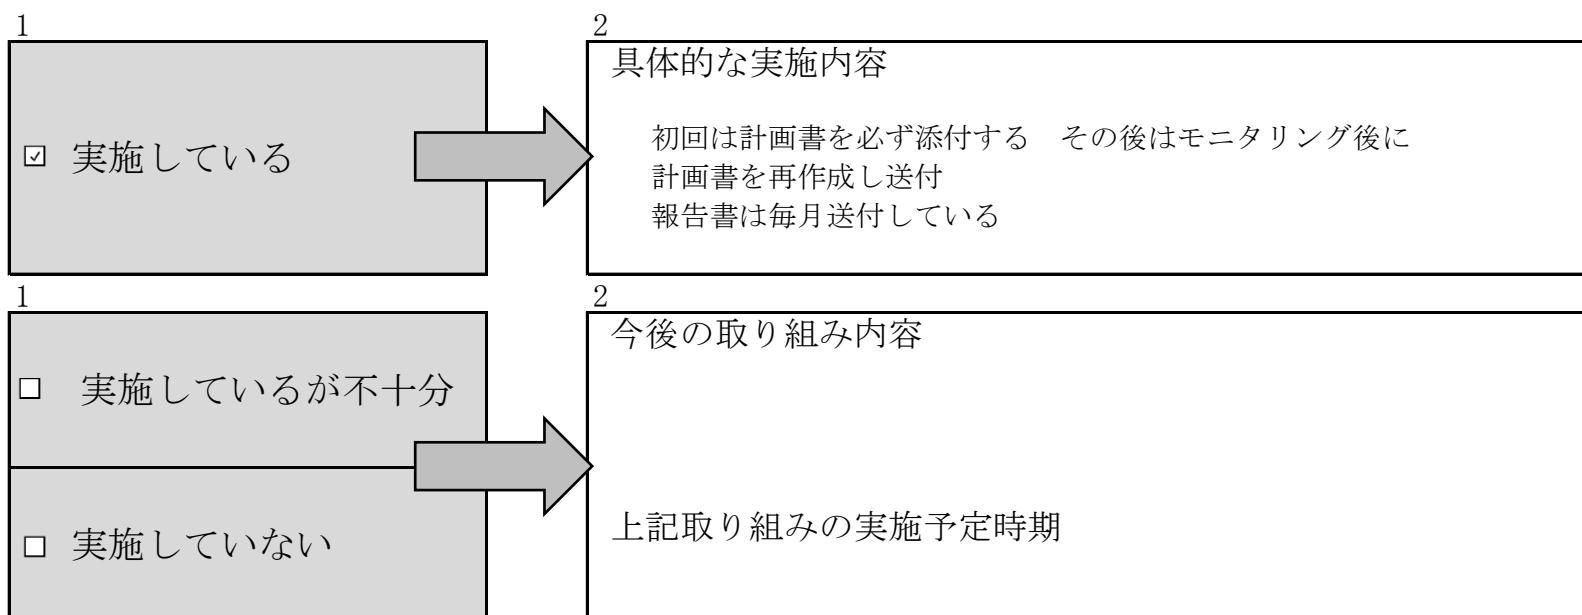 1
2
☑ 実施している
具体的な実施内容
初回は計画書を必ず添付する　その後はモニタリング後に
計画書を再作成し送付
報告書は毎月送付している
1
2
□ 実施しているが不十分
□ 実施していない
今後の取り組み内容
上記取り組みの実施予定時期